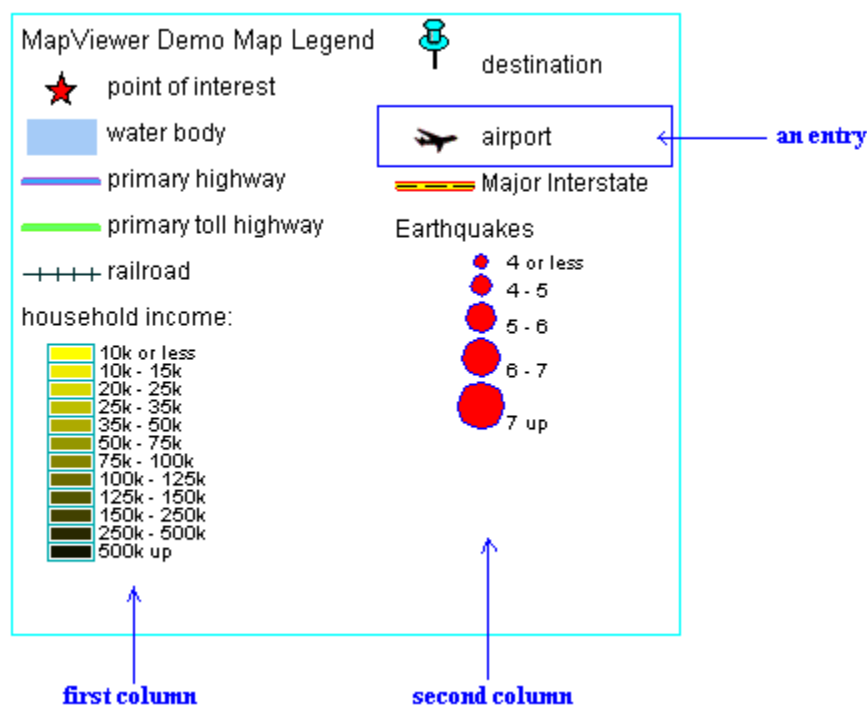 MapViewer Demo Map Legend
point of interest
water body
primary highway
primary toll highway
railroad
household income:
10k or less
10k - 15k
20k - 25k
25k - 35k
35k - 50k
50k - 75k
75k - 100k
100k - 125k
125k - 150k
150k - 250k
250k - 500k
500k up
destination
airport
Major Interstate
Earthquakes
4 or less
4 - 5
5 - 6
6 - 7
7 up
an entry
first column
second column